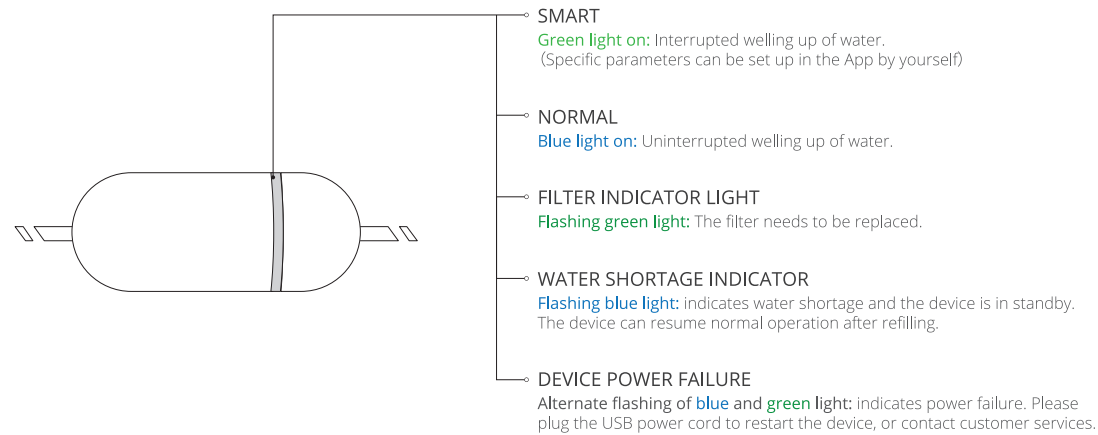 SMART
Green light on: Interrupted welling up of water.
(Specific parameters can be set up in the App by yourself)
NORMAL
Blue light on: Uninterrupted welling up of water.
FILTER INDICATOR LIGHT
Flashing green light: The filter needs to be replaced.
WATER SHORTAGE INDICATOR
Flashing blue light: indicates water shortage and the device is in standby.
The device can resume normal operation after refilling.
DEVICE POWER FAILURE
Alternate flashing of blue and green light: indicates power failure. Please
plug the USB power cord to restart the device, or contact customer services.